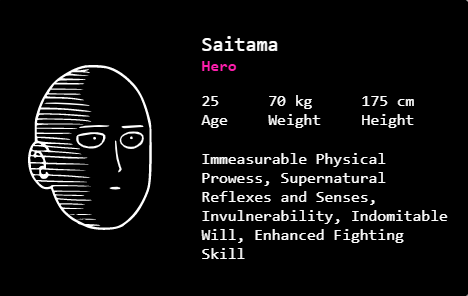 Saitama
Hero
25 70 kg 175 cm
Age Weight Height
Immeasurable Physical
Prowess, Supernatural
Reflexes and Senses,
Invulnerability, Indomitable
Will, Enhanced Fighting
Skill